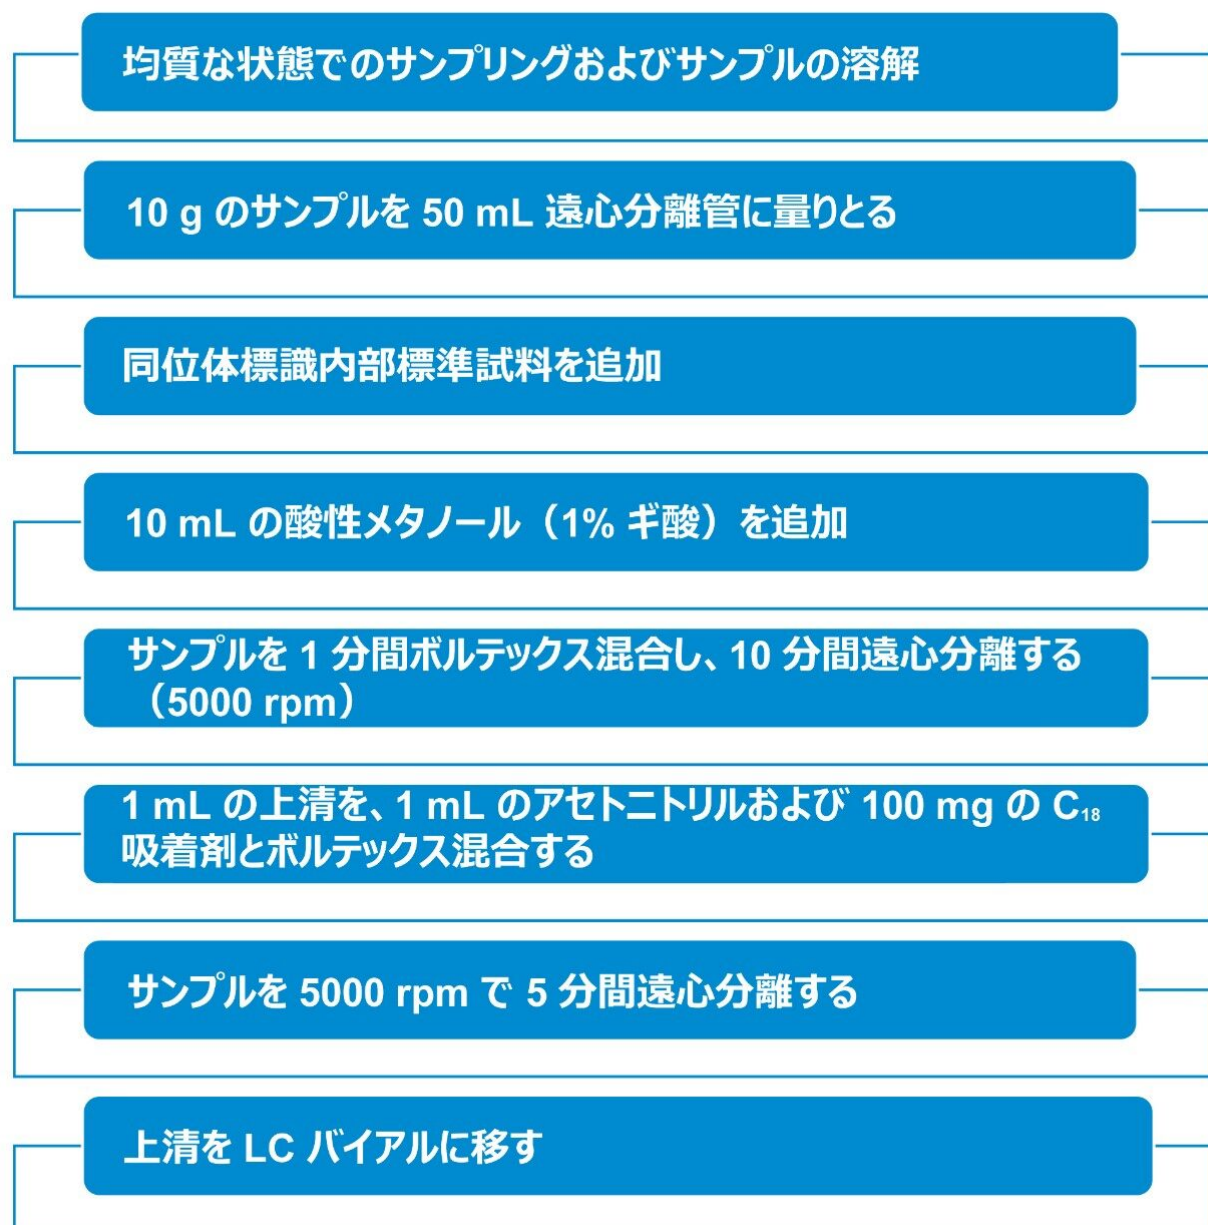 均質な状態でのサンプリングおよびサンプルの溶解
10 g のサンプルを 50 mL 遠心分離管に量りとる
同位体標識内部標準試料を追加
10 mL の酸性メタノール（1% ギ酸）を追加
サンプルを 1 分間ボルテックス混合し、10 分間遠心分離する
（5000 rpm）
1 mL の上清を、1 mL のアセトニトリルおよび 100 mg の C₁₈
吸着剤とボルテックス混合する
サンプルを 5000 rpm で 5 分間遠心分離する
上清を LC バイアルに移す